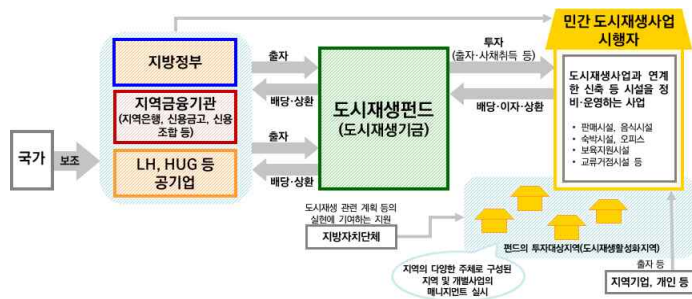 국가
보조
지방정부
지역금융기관
(지역은행, 신용금고, 신용
조합 등)
LH, HUG 등
공기업
출자
배당·상환
출자
배당·상환
도시재생펀드
(도시재생기금)
투자
(출자·사채취득 등)
배당·이자·상환
민간 도시재생사업
시행자
도시재생사업과 연계
한 신축 등 시설을 정
비·운영하는 사업
• 판매시설, 음식시설
• 숙박시설, 오피스
• 보육지원시설
• 교류거점시설 등
도시재생 관련 계획 등의
실현에 기여하는 지원
지방자치단체
펀드의 투자대상지역(도시재생활성화지역)
지역의 다양한 주체로 구성된
지역 및 개별사업의
매니지먼트 실시
출자 등
지역기업, 개인 등